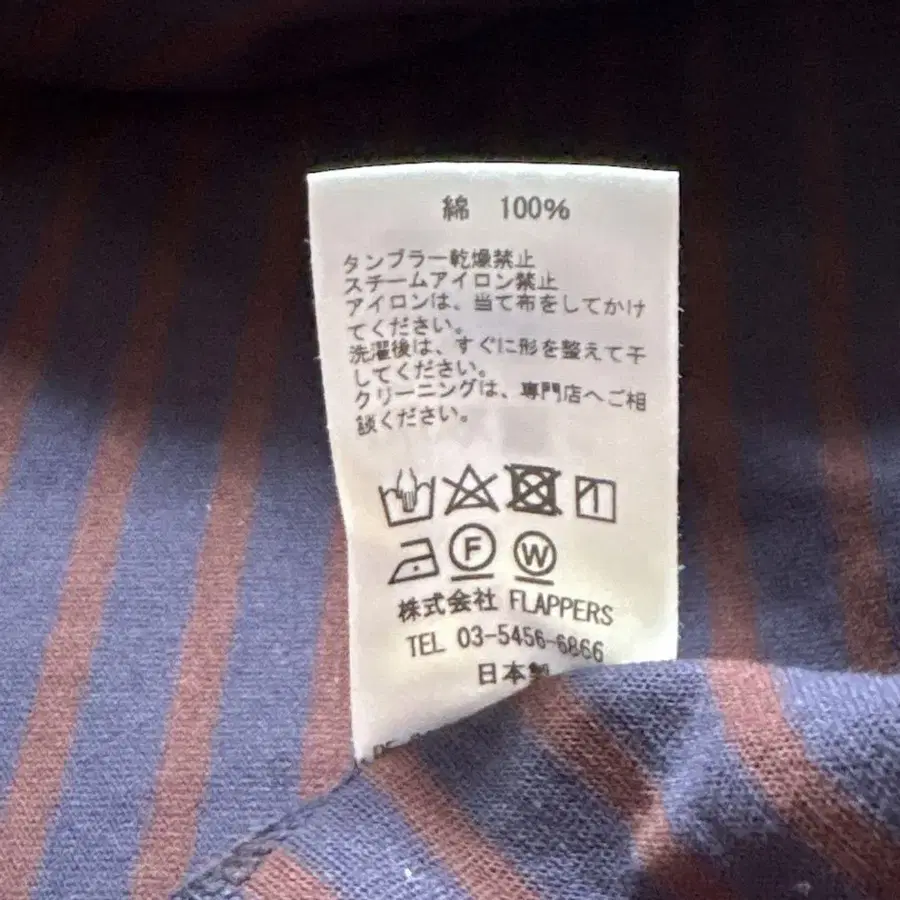 綿 100%
タンブラー乾燥禁止
スチームアイロン禁止
アイロンは、当て布をしてかけ
てください。
洗濯後は、すぐに形を整えて干
してください。
クリーニングは、専門店へご相
談ください。
F W
株式会社 FLAPPERS
TEL 03-5456-6866
日本製